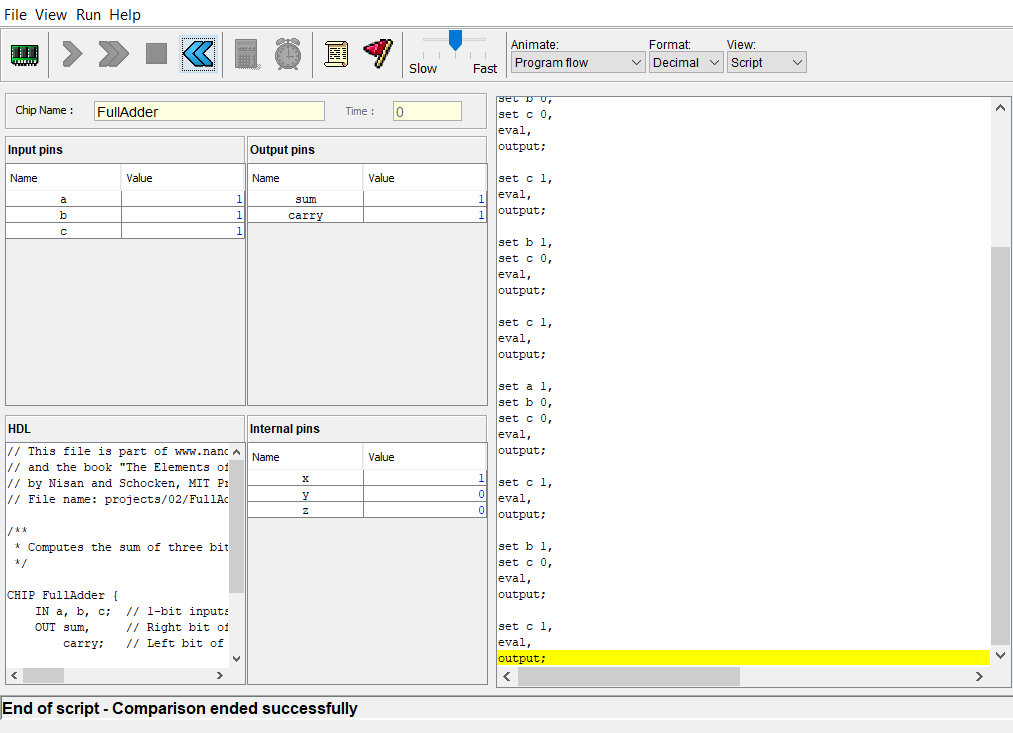 File View Run Help
Slow Fast
Animate: Format: View:
Program flow Decimal Script
Chip Name : FullAdder Time : 0
Input pins
Name Value
a 1
b 1
c 1
Output pins
Name Value
sum 1
carry 1
HDL
// This file is part of www.nand
// and the book "The Elements of
// by Nisan and Schocken, MIT Pr
// File name: projects/02/FullAd
/**
* Computes the sum of three bit
*/
CHIP FullAdder {
IN a, b, c; // 1-bit inputs
OUT sum, // Right bit of
carry; // Left bit of
Internal pins
Name Value
x 1
y 0
z 0
set b 0,
set c 0,
eval,
output;
set c 1,
eval,
output;
set b 1,
set c 0,
eval,
output;
set c 1,
eval,
output;
set a 1,
set b 0,
set c 0,
eval,
output;
set c 1,
eval,
output;
set b 1,
set c 0,
eval,
output;
set c 1,
eval,
output;
End of script - Comparison ended successfully